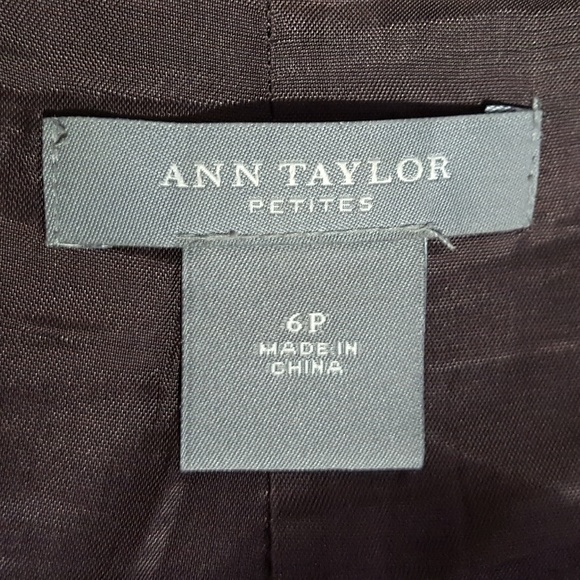 ANN TAYLOR
PETITES
6P
MADE IN
CHINA